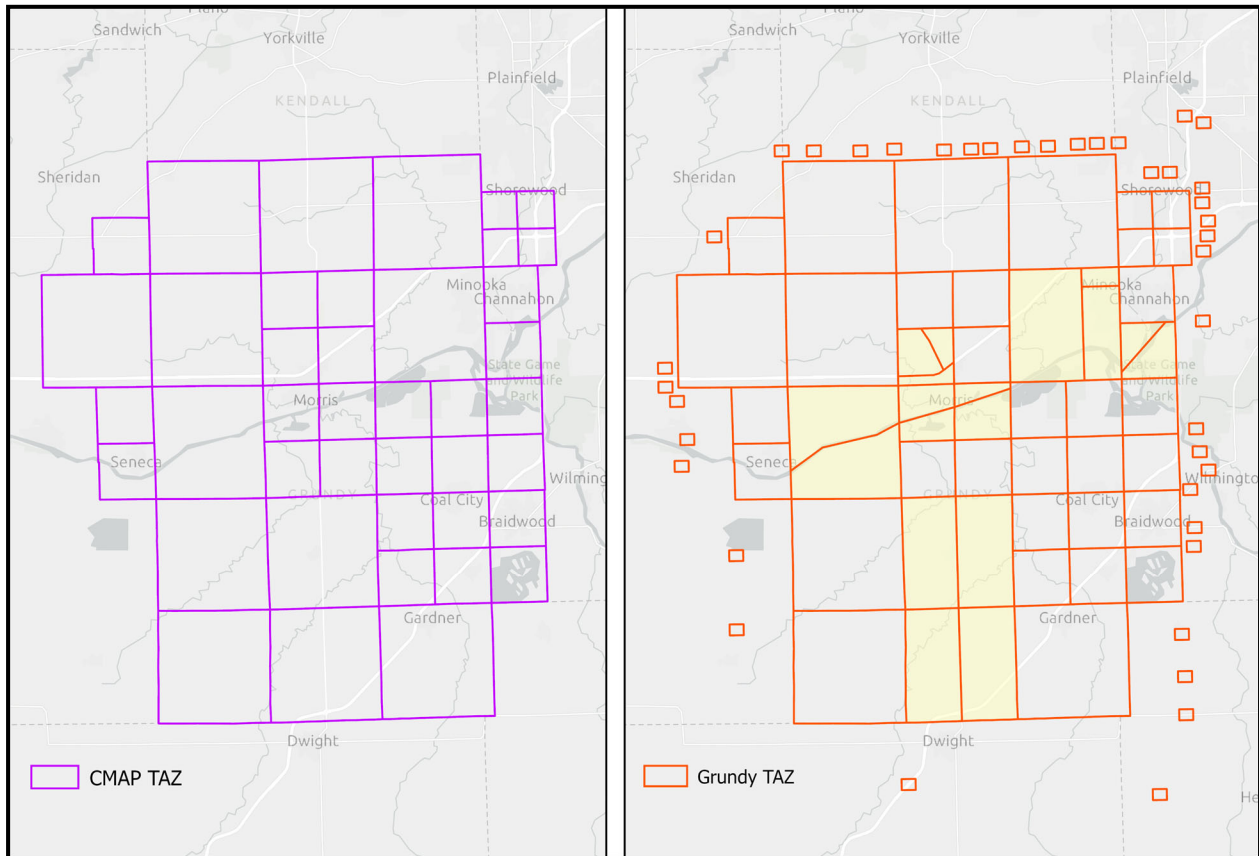 Plano
Sandwich
Yorkville
Plainfield
KENDALL
Sheridan
Shorewood
Minooka
Channahon
State Game
and Wildlife
Park
Morris
Seneca
Wilming
GRUNDY
Coal City
Braidwood
Gardner
Dwight
CMAP TAZ
Sandwich
Yorkville
Plainfield
KENDALL
Sheridan
Shorewood
Minooka
Channahon
State Game
and Wildlife
Park
Morris
Seneca
Wilmingto
GRUNDY
Coal City
Braidwood
Gardner
Dwight
Grundy TAZ
He